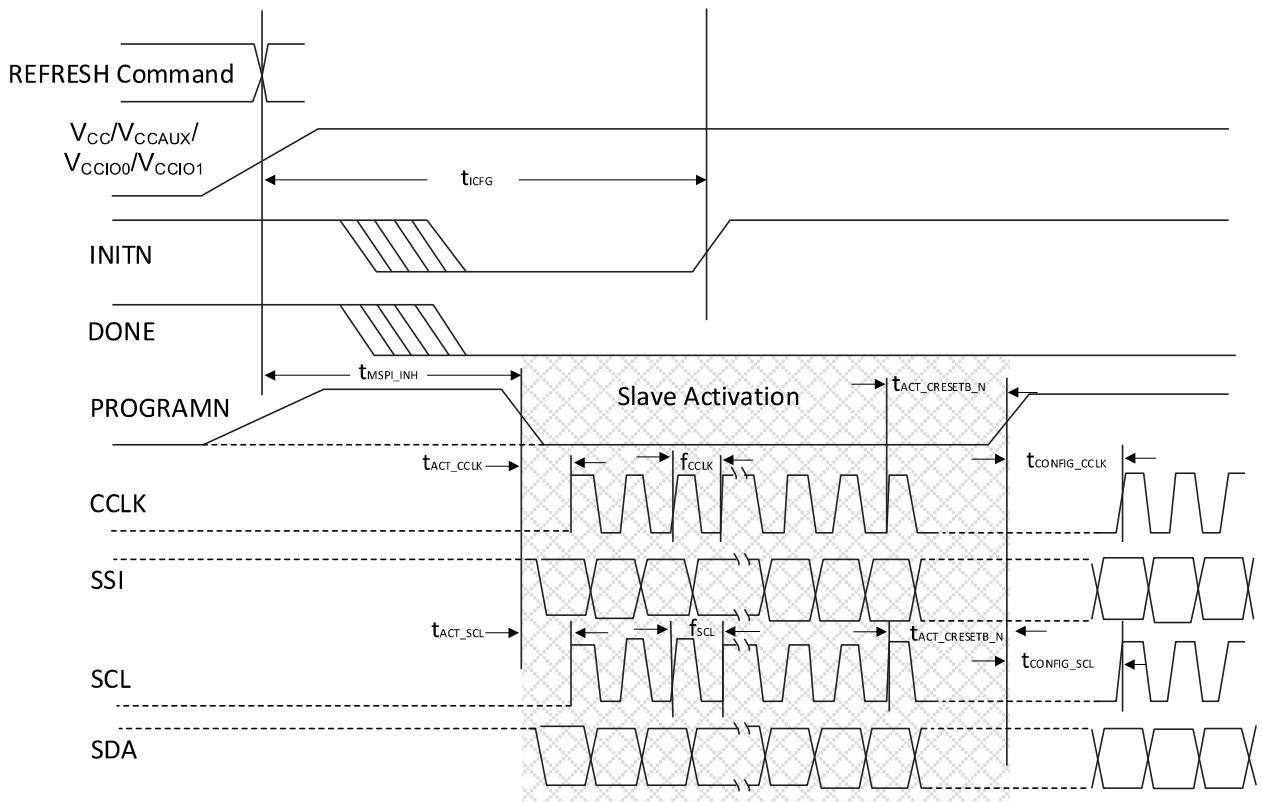 REFRESH Command
VCC/VCCAUX/
VCCIO0/VCCIO1
tICFG
INITN
DONE
tMSPI_INH
Slave Activation
tACT_CRESETB_N
PROGRAMN
tACT_CCLK
fCCLK
tCONFIG_CCLK
CCLK
SSI
tACT_SCL
fSCL
tACT_CRESETB_N
tCONFIG_SCL
SCL
SDA